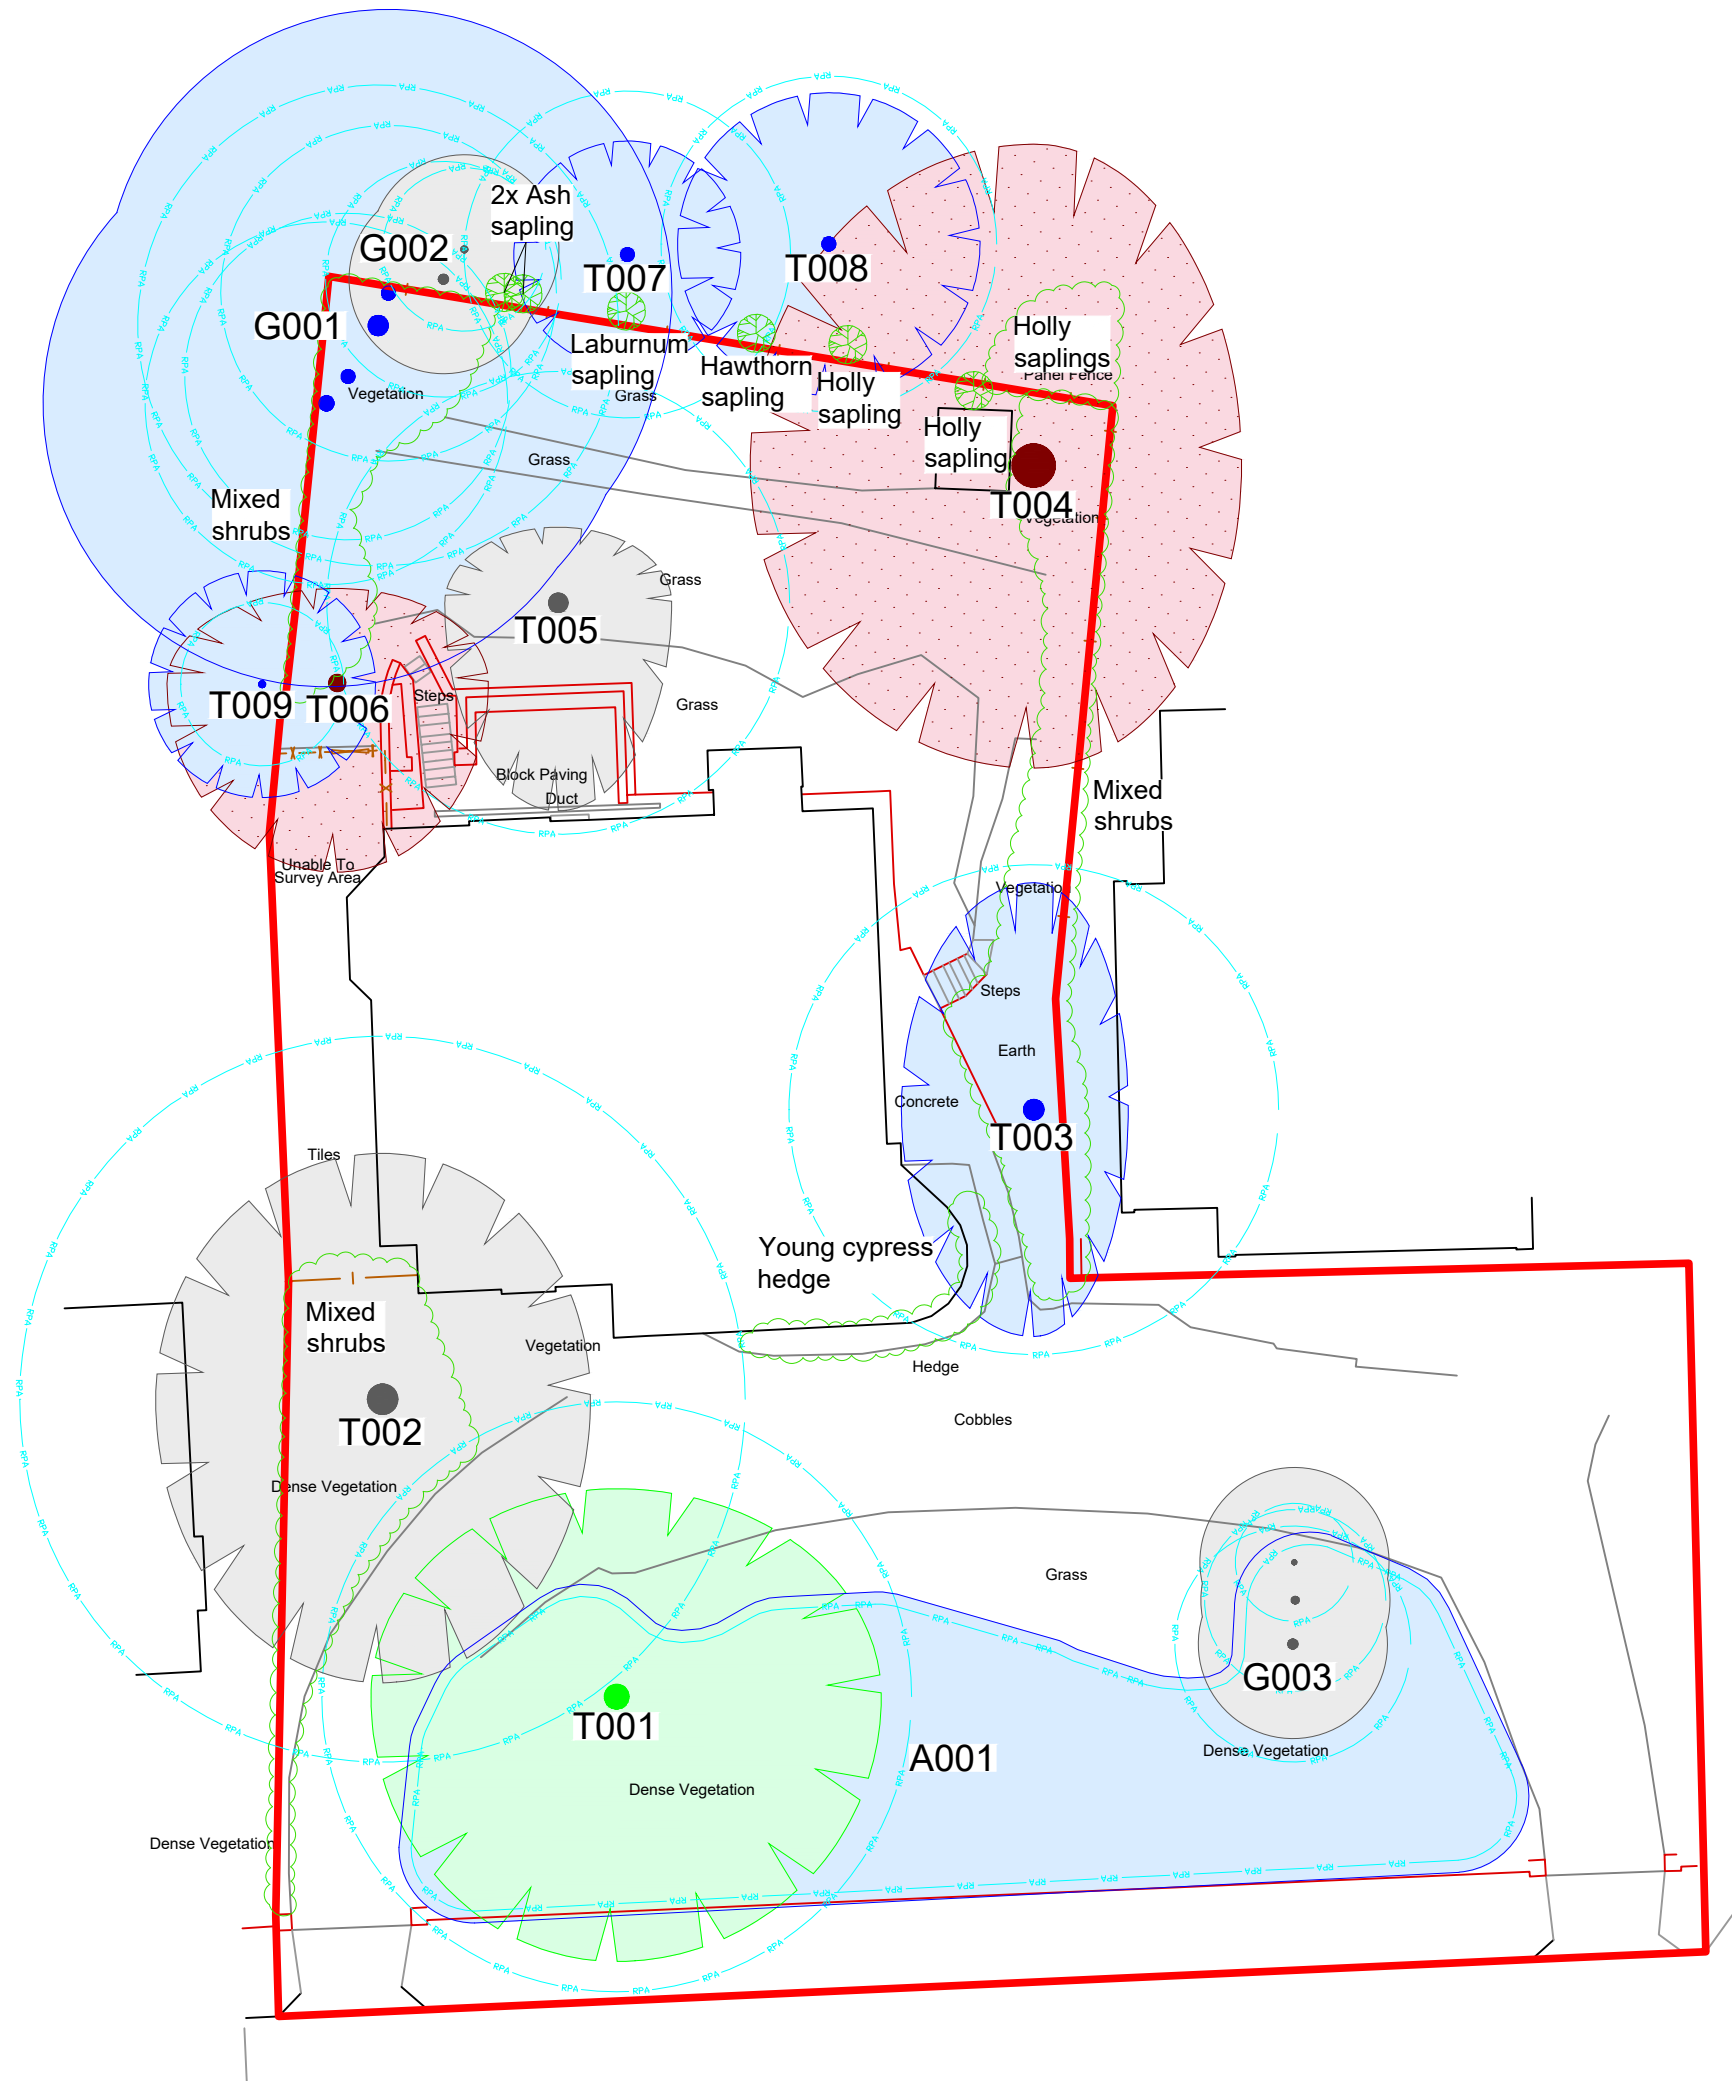 2x Ash
sapling
G002
T007
T008
G001
Laburnum
sapling
Hawthorn
sapling
Holly
sapling
Holly
saplings
Panel Fence
Vegetation
Grass
Holly
sapling
Grass
T004
Vegetation
Mixed
shrubs
Grass
T005
T009
T006
Steps
Grass
Block Paving
Duct
Mixed
shrubs
Unable To
Survey Area
Vegetation
Steps
Earth
Concrete
T003
Tiles
Young cypress
hedge
Mixed
shrubs
Vegetation
Hedge
Cobbles
T002
Dense Vegetation
Grass
G003
T001
A001
Dense Vegetation
Dense Vegetation
Dense Vegetation
RPA